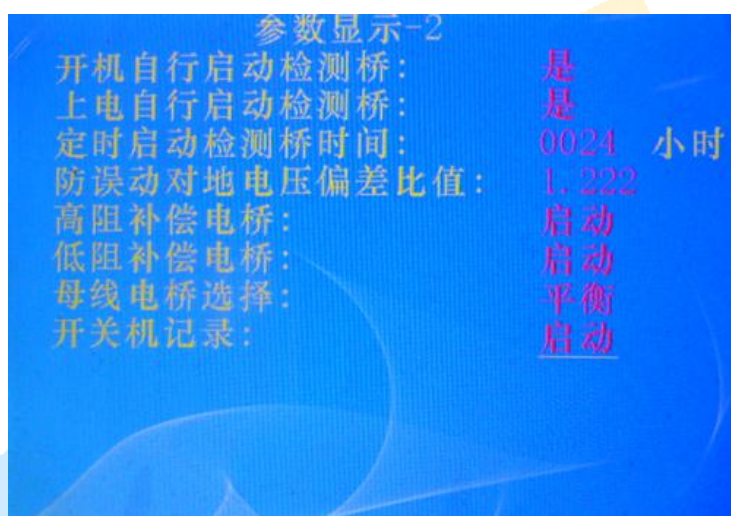 参数显示-2
开机自行启动检测桥： 是
上电自行启动检测桥： 是
定时启动检测桥时间： 0024 小时
防误动对地电压偏差比值： 1.222
高阻补偿电桥： 启动
低阻补偿电桥： 启动
母线电桥选择： 平衡
开关机记录： 启动